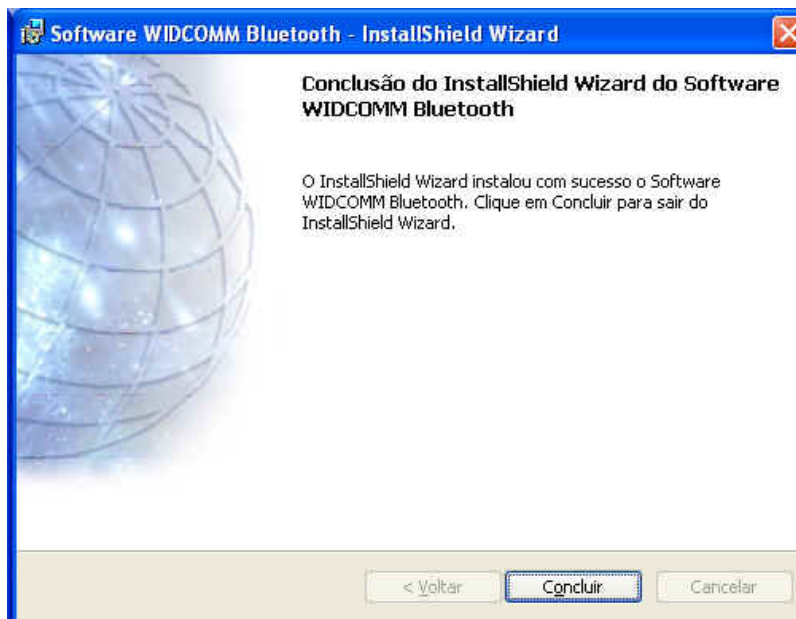 Software WIDCOMM Bluetooth - InstallShield Wizard
Conclusão do InstallShield Wizard do Software
WIDCOMM Bluetooth
O InstallShield Wizard instalou com sucesso o Software
WIDCOMM Bluetooth. Clique em Concluir para sair do
InstallShield Wizard.
< Voltar Concluir Cancelar